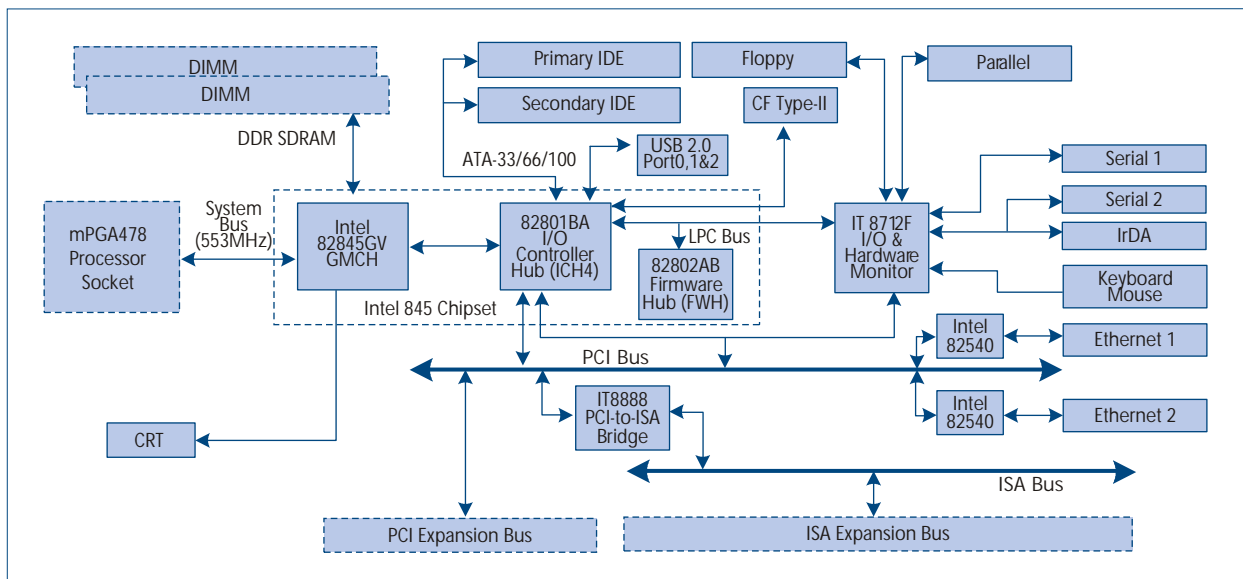 DIMM
DIMM
DDR SDRAM
Primary IDE
Secondary IDE
ATA-33/66/100
USB 2.0
Port0,1&2
Floppy
CF Type-II
Parallel
mPGA478
Processor
Socket
System
Bus
(553MHz)
Intel
82845GV
GMCH
82801BA
I/O
Controller
Hub (ICH4)
LPC Bus
82802AB
Firmware
Hub (FWH)
Intel 845 Chipset
IT 8712F
I/O &
Hardware
Monitor
Serial 1
Serial 2
IrDA
Keyboard
Mouse
PCI Bus
Intel
82540
Ethernet 1
Intel
82540
Ethernet 2
IT8888
PCI-to-ISA
Bridge
CRT
ISA Bus
PCI Expansion Bus
ISA Expansion Bus